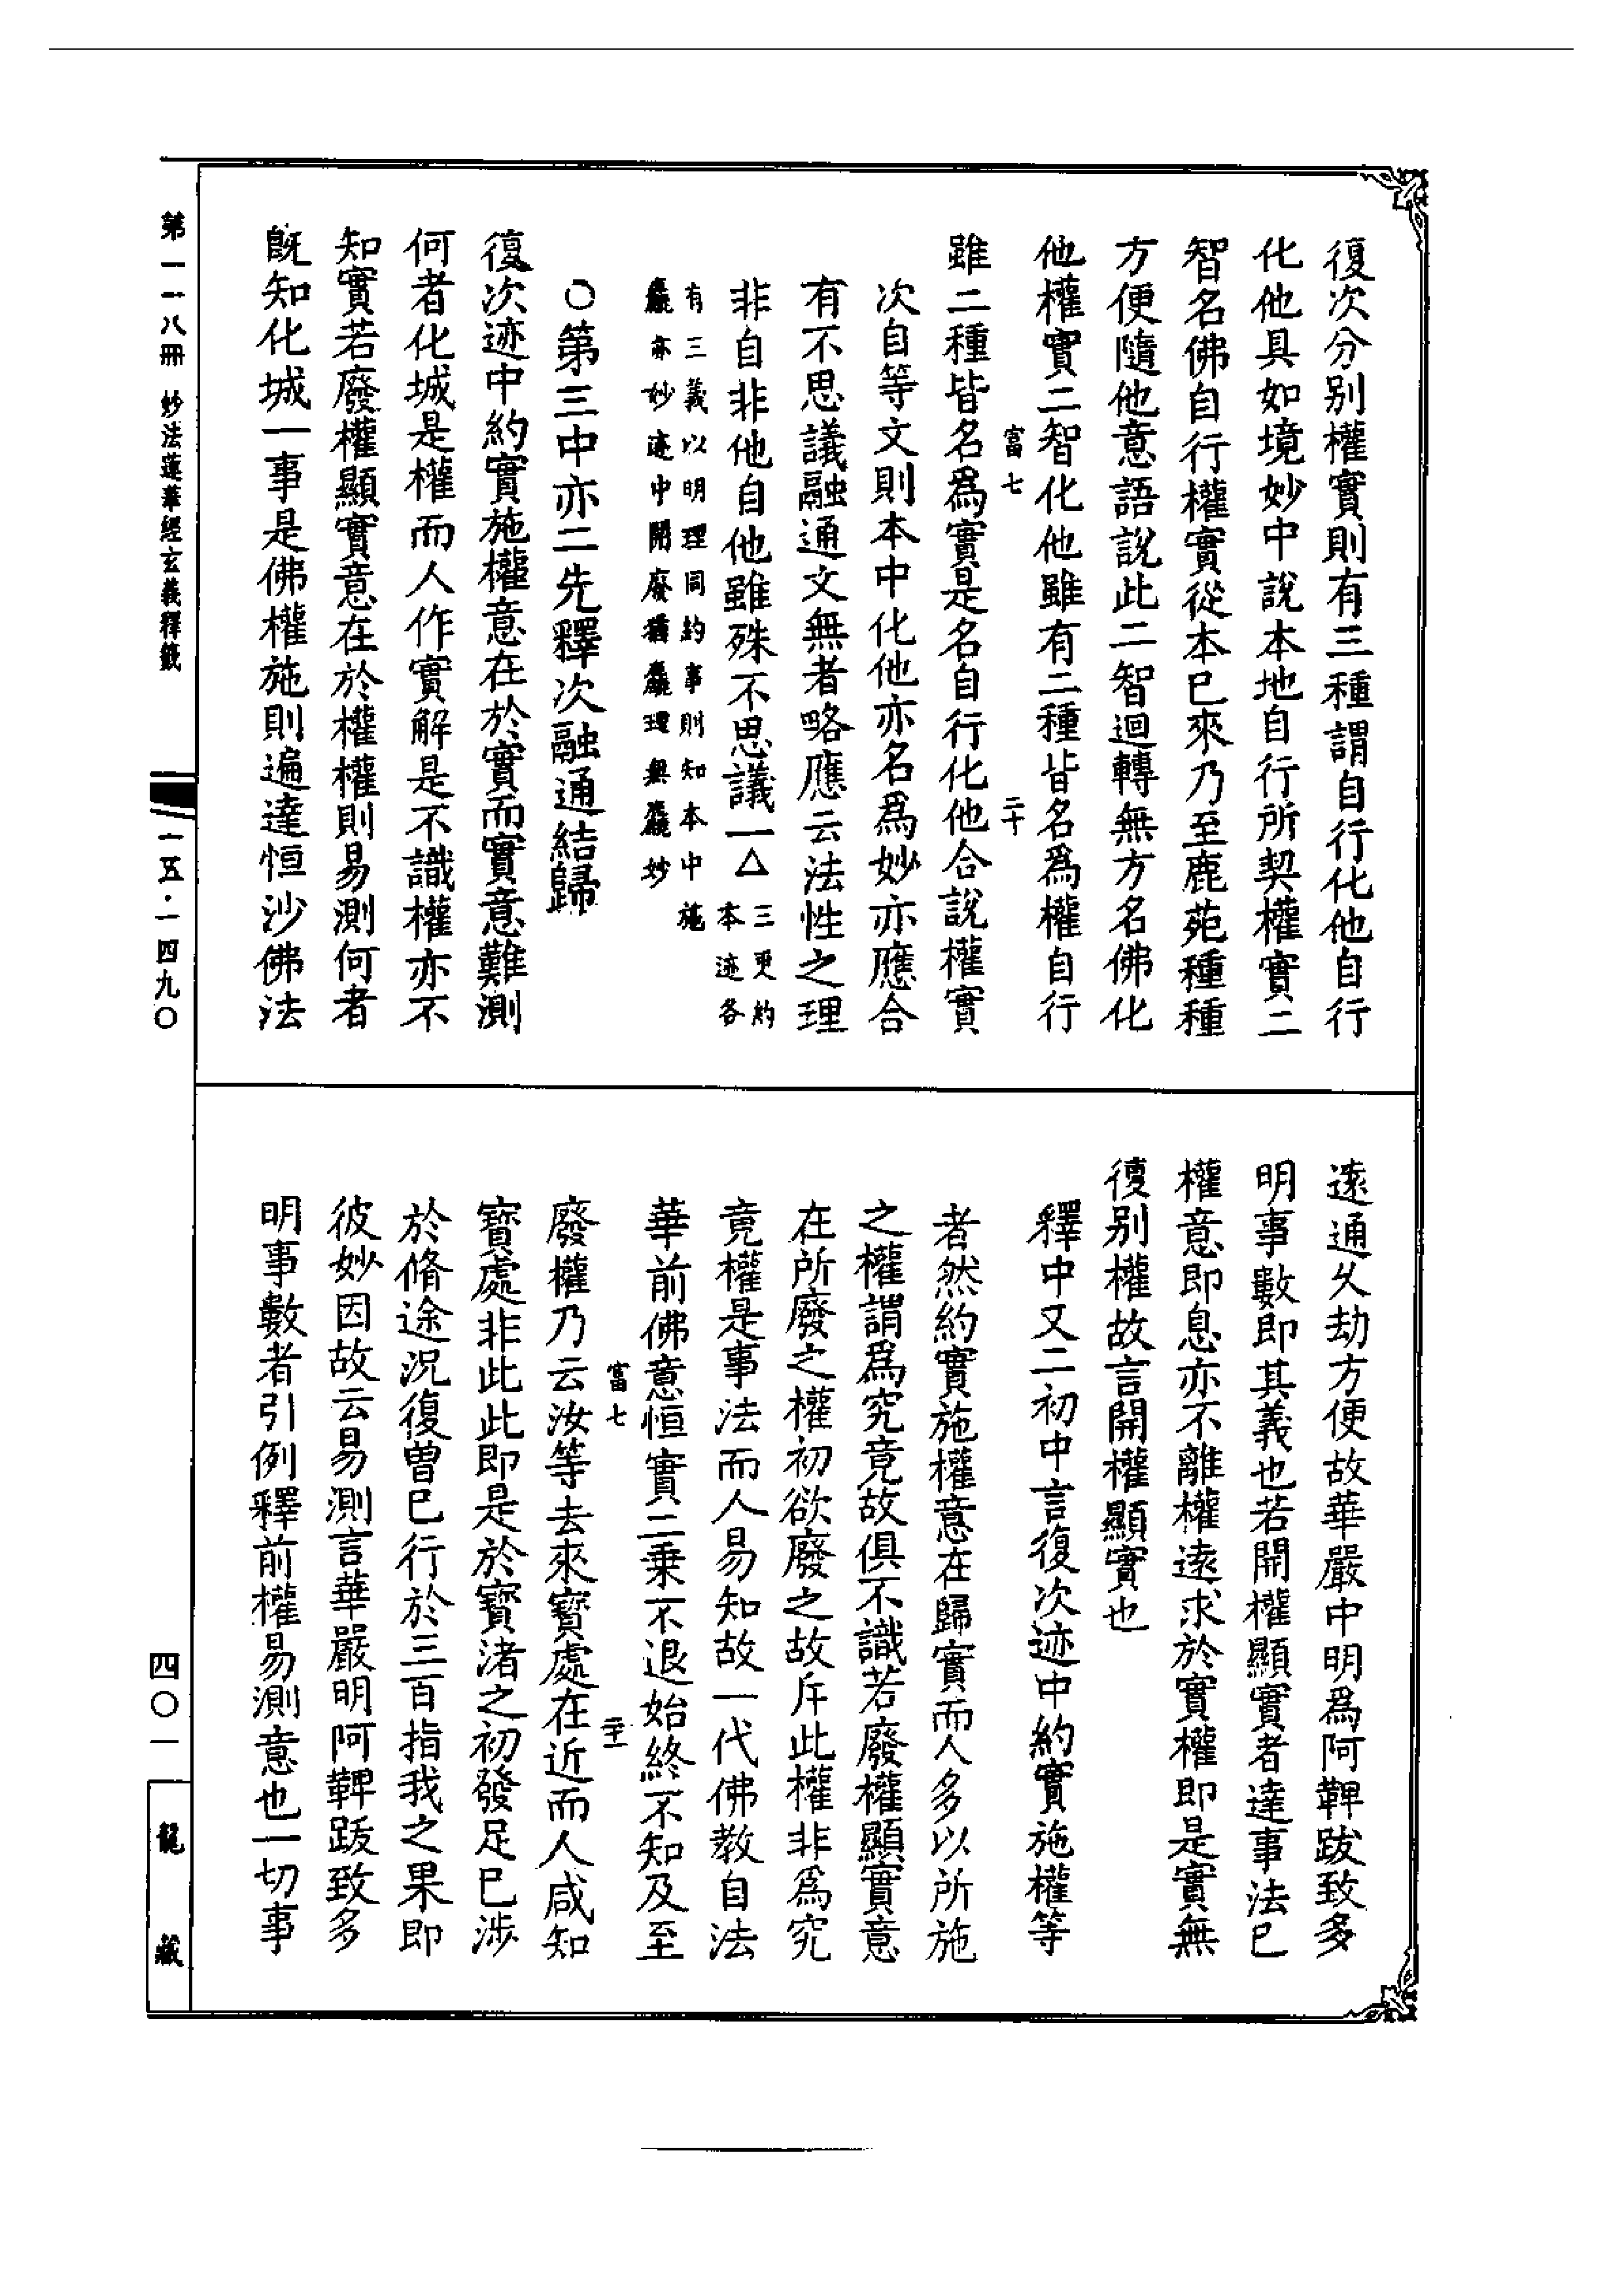 復次分别權實則有三種謂自行化他自行
化他具如境妙中說本地自行所契權實二
智名佛自行權實從本已來乃至鹿苑種種
方便隨他意語說此二智迴轉無方名佛化
他權實二智化他雖有二種皆名爲權自行
富七
二十
雖二種皆名爲實是名自行化他合說權實
次自等文則本中化他亦名爲妙亦應合
有不思議融通文無者略應云法性之理
非自非他自他雖殊不思議一△三更約
本迹各
有三義以明理同約事則知本中施
麤亦妙迹中開廢猶麤理無麤妙
○第三中亦二先釋次融通結歸
復次迹中約實施權意在於實而實意難測
何者化城是權而人作實解是不識權亦不
知實若廢權顯實意在於權權則易測何者
旣知化城一事是佛權施則遍達恒沙佛法
第一一八冊 妙法蓮華經玄義釋籤
一五·一四九〇
遠通久劫方便故華嚴中明爲阿鞞跋致多
明事數即其義也若開權顯實者達事法已
權意即息亦不離權遠求於實權即是實無
復别權故言開權顯實也
釋中又二初中言復次迹中約實施權等
者然約實施權意在歸實而人多以所施
之權謂爲究竟故俱不識若廢權顯實意
在所廢之權初欲廢之故斥此權非爲究
竟權是事法而人易知故一代佛教自法
華前佛意恒實二乘不退始終不知及至
富七
二十一
廢權乃云汝等去來寳處在近而人咸知
寳處非此此即是於寳渚之初發足已涉
於脩途況復曽已行於三百指我之果即
彼妙因故云易測言華嚴明阿鞞跋致多
明事數者引例釋前權易測意也一切事
四〇一
龍藏